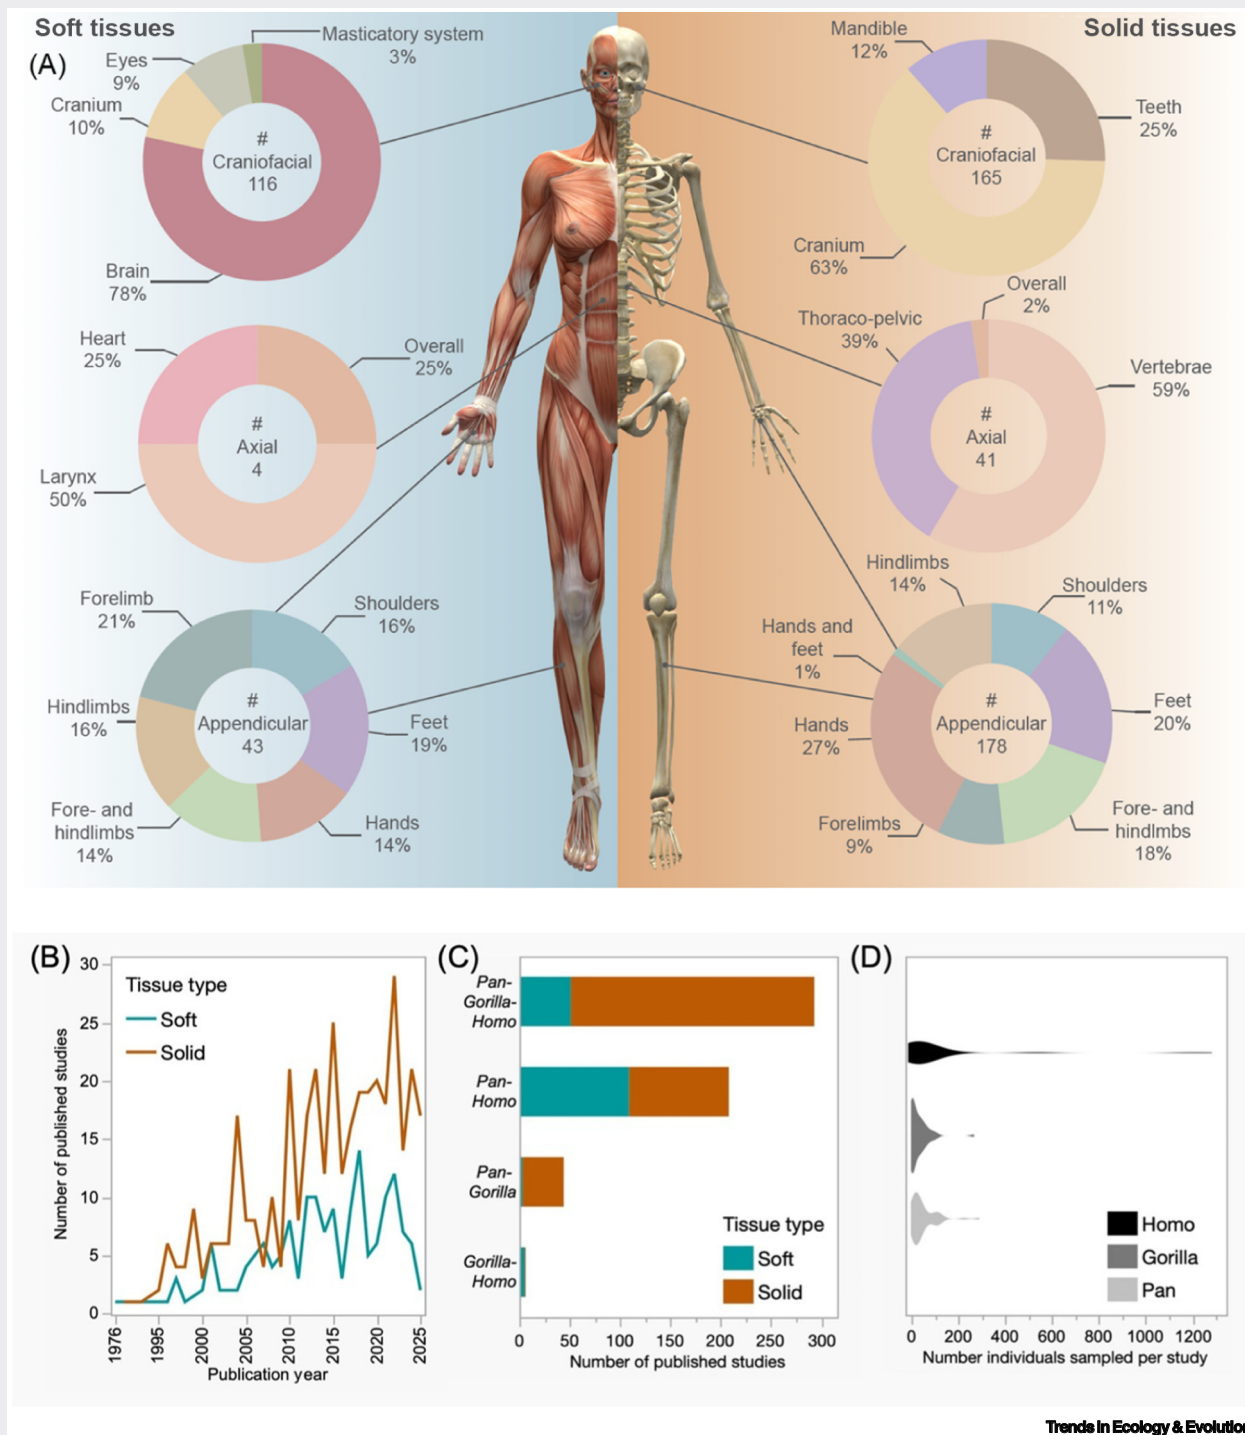 Soft tissues
Solid tissues
(A)
Masticatory system
3%
Eyes
9%
Cranium
10%
#
Craniofacial
116
Brain
78%
Mandible
12%
Teeth
25%
#
Craniofacial
165
Cranium
63%
Heart
25%
Overall
25%
#
Axial
4
Larynx
50%
Overall
2%
Thoraco-pelvic
39%
Vertebrae
59%
#
Axial
41
Forelimb
21%
Shoulders
16%
Hindlimbs
16%
#
Appendicular
43
Feet
19%
Fore- and
hindlimbs
14%
Hands
14%
Hindlimbs
14%
Shoulders
11%
Hands and
feet
1%
#
Appendicular
178
Feet
20%
Hands
27%
Forelimbs
9%
Fore- and
hindlmbs
18%
(B)
Number of published studies
30
25
20
15
10
5
0
Tissue type
Soft
Solid
1976
1995
2000
2005
2010
2015
2020
2025
Publication year
(C)
Pan-
Gorilla-
Homo
Pan-
Homo
Pan-
Gorilla
Gorilla-
Homo
Tissue type
Soft
Solid
0 50 100 150 200 250 300
Number of published studies
(D)
Homo
Gorilla
Pan
0 200 400 600 800 1000 1200
Number individuals sampled per study
Trends in Ecology & Evolution